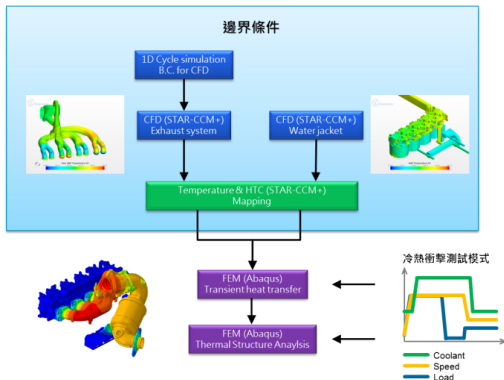 邊界條件
1D Cycle simulation
B.C. for CFD
CFD (STAR-CCM+)
Exhaust system
CFD (STAR-CCM+)
Water jacket
Temperature & HTC (STAR-CCM+)
Mapping
冷熱衝擊測試模式
FEM (Abaqus)
Transient heat transfer
FEM (Abaqus)
Thermal Structure Anaylsis
Coolant
Speed
Load